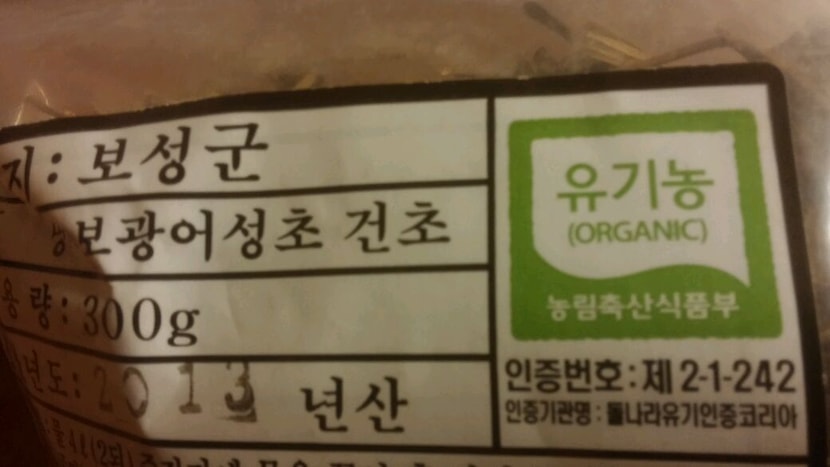 지: 보성군
보광어성초 건초
용량: 300g
년도: 2013 년산
유기농
(ORGANIC)
농림축산식품부
인증번호: 제 2-1-242
인증기관명: 돌나라유기인증코리아